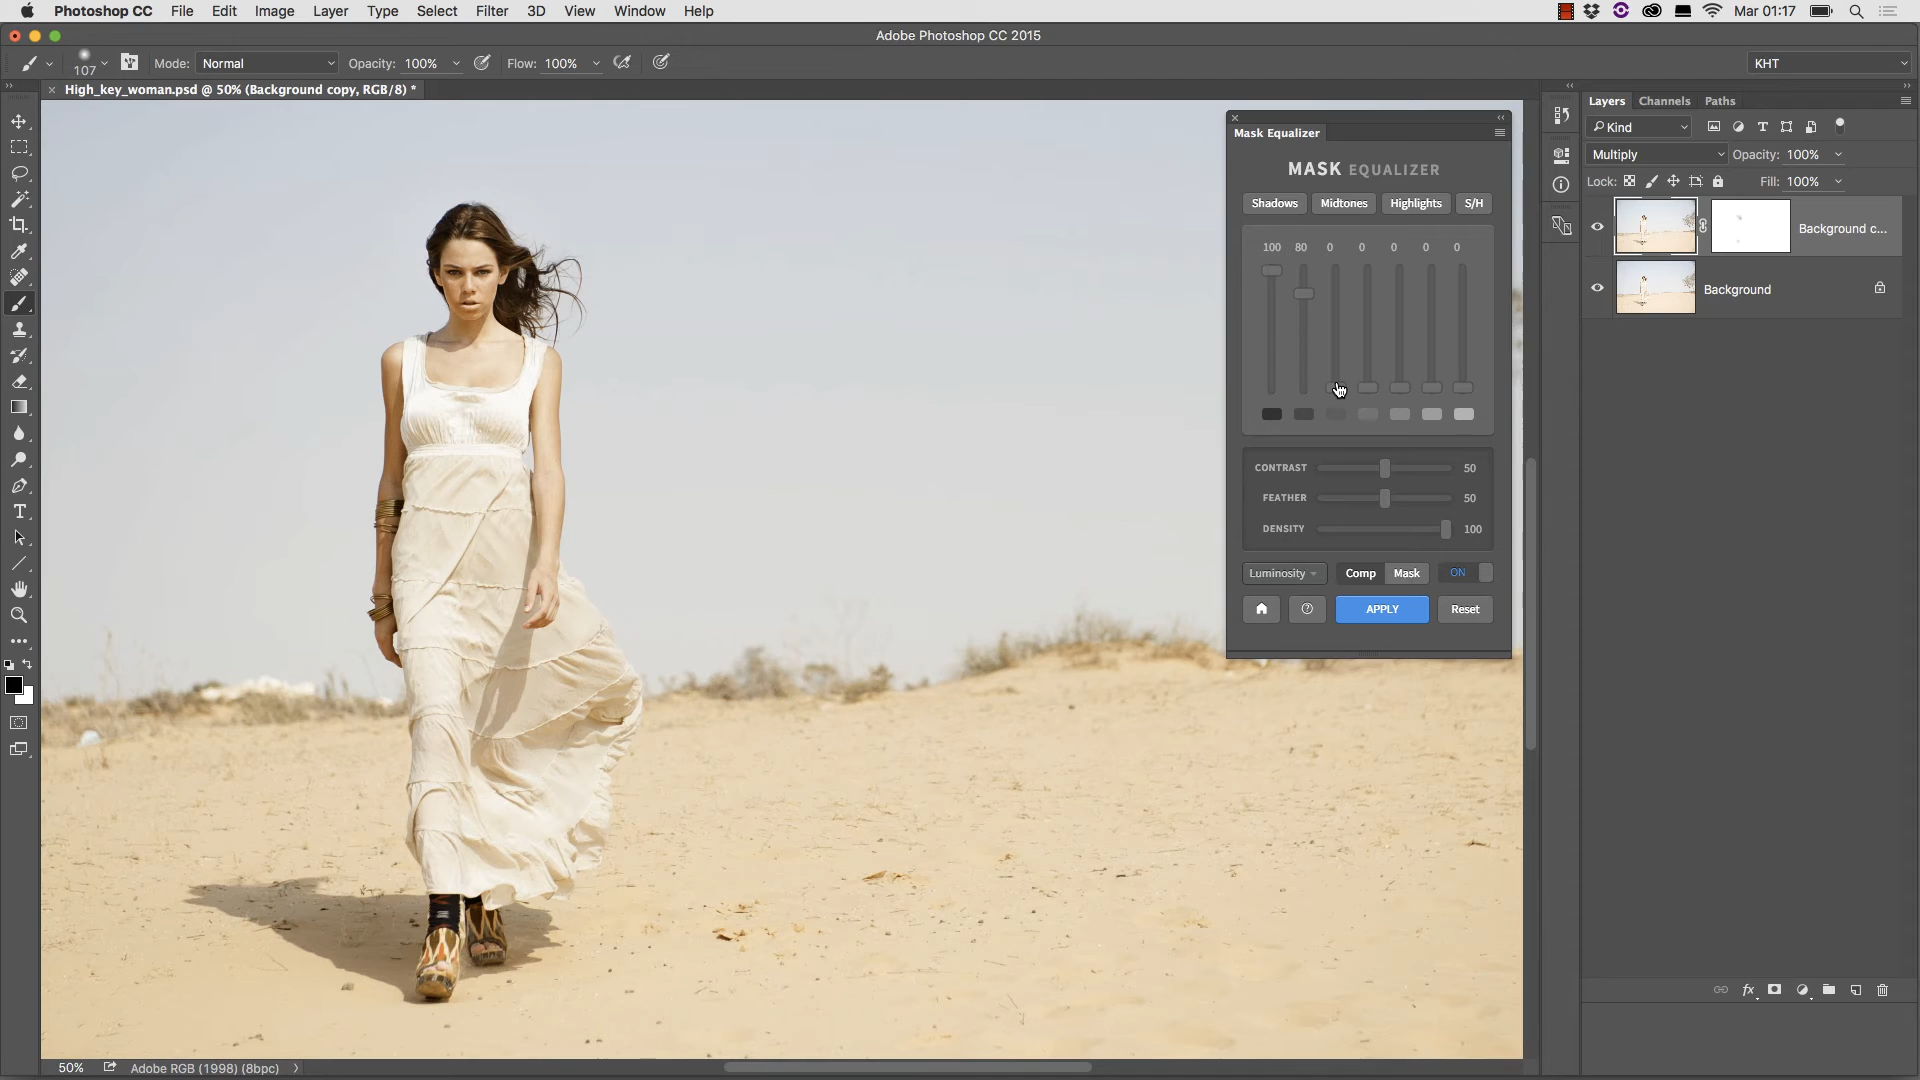 Photoshop CC File Edit Image Layer Type Select Filter 3D View Window Help Mar 01:17
Adobe Photoshop CC 2015
107 Mode: Normal Opacity: 100% Flow: 100% KHT
High_key_woman.psd @ 50% (Background copy, RGB/8) *
Layers Channels Paths
Kind
Multiply Opacity: 100%
Lock: Fill: 100%
Background c...
Background
Mask Equalizer
MASK EQUALIZER
Shadows Midtones Highlights S/H
100 80 0 0 0 0 0
CONTRAST 50
FEATHER 50
DENSITY 100
Luminosity Comp Mask ON
APPLY Reset
fx
50% Adobe RGB (1998) (8bpc)